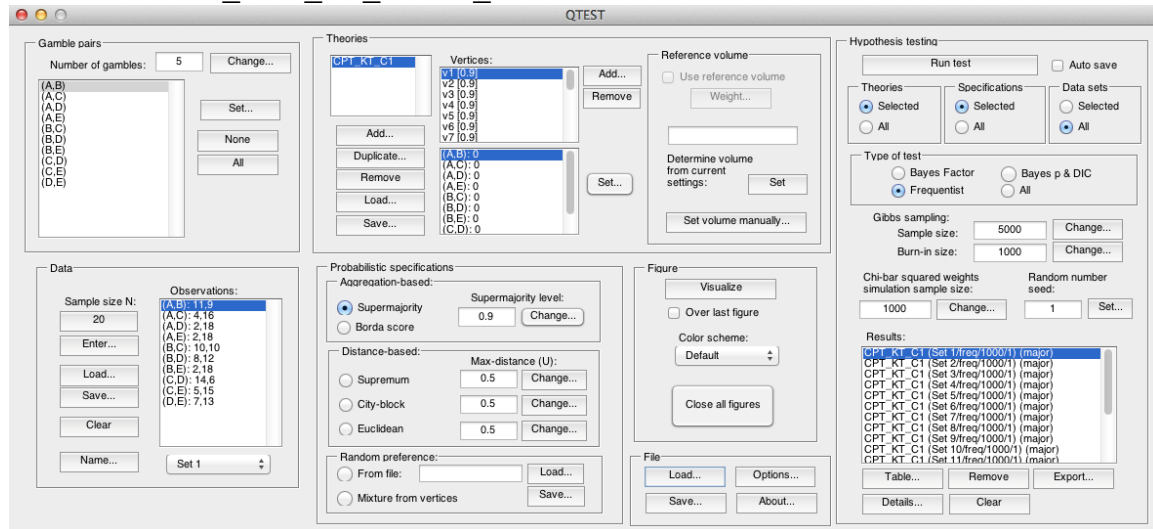 QTEST
Gamble pairs
Number of gambles: 5 Change...
(A,B)
(A,C)
(A,D)
(A,E)
(B,C)
(B,D)
(B,E)
(C,D)
(C,E)
(D,E)
Set...
None
All
Theories
CPT_KT_C1
Vertices:
v1 [0.9]
v2 [0.9]
v3 [0.9]
v4 [0.9]
v5 [0.9]
v6 [0.9]
v7 [0.9]
Add...
Remove
Add...
Duplicate...
Remove
Load...
Save...
(A,B): 0
(A,C): 0
(A,D): 0
(A,E): 0
(B,C): 0
(B,D): 0
(B,E): 0
(C,D): 0
Set...
Reference volume
Use reference volume
Weight...
Determine volume
from current
settings: Set
Set volume manually...
Hypothesis testing
Run test Auto save
Theories
Selected
All
Specifications
Selected
All
Data sets
Selected
All
Type of test
Bayes Factor Bayes p & DIC
Frequentist All
Gibbs sampling:
Sample size: 5000 Change...
Burn-in size: 1000 Change...
Chi-bar squared weights
simulation sample size:
1000 Change...
Random number
seed:
1 Set...
Results:
CPT_KT_C1 (Set 1/freq/1000/1) (major)
CPT_KT_C1 (Set 2/freq/1000/1) (major)
CPT_KT_C1 (Set 3/freq/1000/1) (major)
CPT_KT_C1 (Set 4/freq/1000/1) (major)
CPT_KT_C1 (Set 5/freq/1000/1) (major)
CPT_KT_C1 (Set 6/freq/1000/1) (major)
CPT_KT_C1 (Set 7/freq/1000/1) (major)
CPT_KT_C1 (Set 8/freq/1000/1) (major)
CPT_KT_C1 (Set 9/freq/1000/1) (major)
CPT_KT_C1 (Set 10/freq/1000/1) (major)
CPT_KT_C1 (Set 11/freq/1000/1) (major)
Table... Remove Export...
Details... Clear
Data
Sample size N:
20
Enter...
Load...
Save...
Clear
Name...
Observations:
(A,B): 11,9
(A,C): 4,16
(A,D): 2,18
(A,E): 2,18
(B,C): 10,10
(B,D): 8,12
(B,E): 2,18
(C,D): 14,6
(C,E): 5,15
(D,E): 7,13
Set 1
Probabilistic specifications
Aggregation-based:
Supermajority
Borda score
Supermajority level:
0.9 Change...
Distance-based:
Max-distance (U):
Supremum 0.5 Change...
City-block 0.5 Change...
Euclidean 0.5 Change...
Random preference:
From file: Load...
Mixture from vertices Save...
Figure
Visualize
Over last figure
Color scheme:
Default
Close all figures
File
Load... Options...
Save... About...